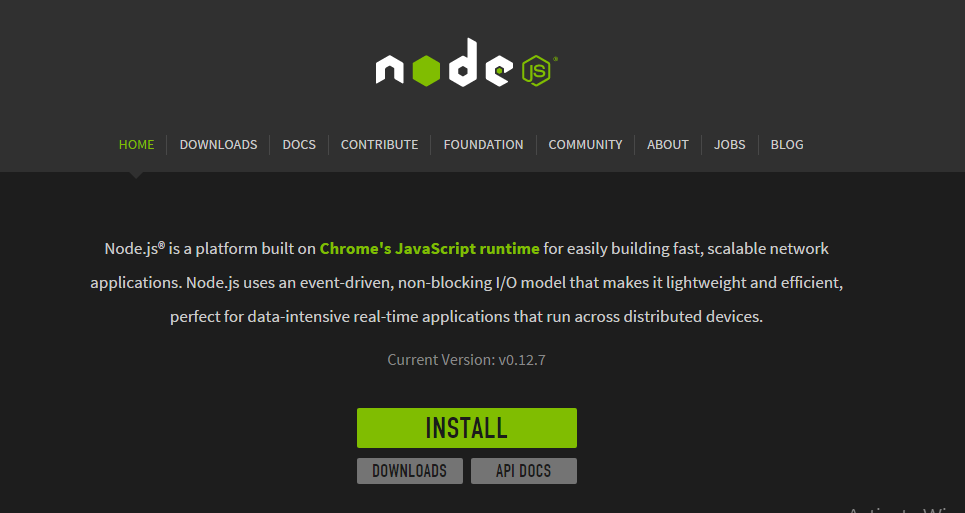 node JS®
HOME DOWNLOADS DOCS CONTRIBUTE FOUNDATION COMMUNITY ABOUT JOBS BLOG
Node.js® is a platform built on Chrome's JavaScript runtime for easily building fast, scalable network
applications. Node.js uses an event-driven, non-blocking I/O model that makes it lightweight and efficient,
perfect for data-intensive real-time applications that run across distributed devices.
Current Version: v0.12.7
INSTALL
DOWNLOADS API DOCS